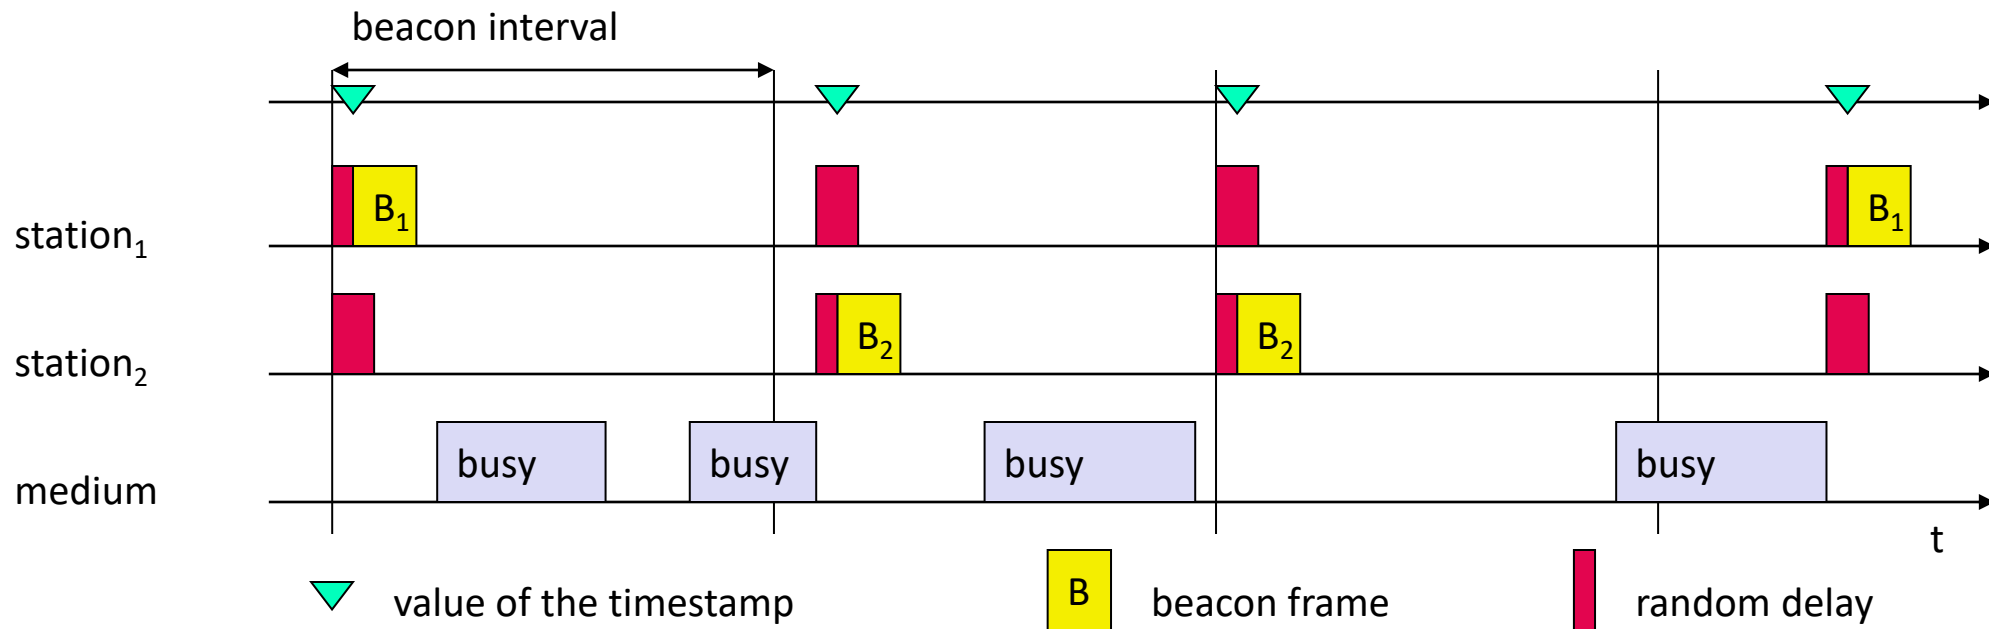 beacon interval
B₁ B₁
station₁
B₂ B₂
station₂
busy busy busy busy
medium
t
value of the timestamp B beacon frame random delay